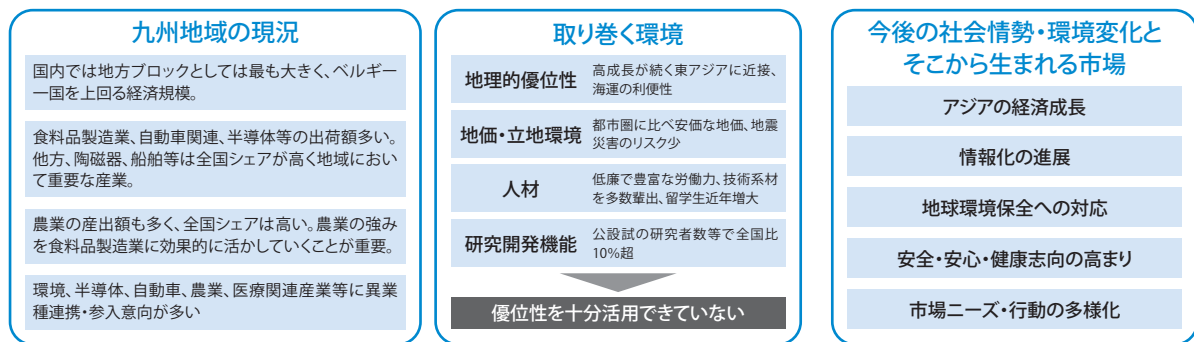 九州地域の現況
国内では地方ブロックとしては最も大きく、ベルギー
一国を上回る経済規模。
食料品製造業、自動車関連、半導体等の出荷額多い。
他方、陶磁器、船舶等は全国シェアが高く地域におい
て重要な産業。
農業の産出額も多く、全国シェアは高い。農業の強み
を食料品製造業に効果的に活かしていくことが重要。
環境、半導体、自動車、農業、医療関連産業等に異業
種連携・参入意向が多い
取り巻く環境
地理的優位性
高成長が続く東アジアに近接、
海運の利便性
地価・立地環境
都市圏に比べ安価な地価、地震
災害のリスク少
人材
低廉で豊富な労働力、技術系材
を多数輩出、留学生近年増大
研究開発機能
公設試の研究者数等で全国比
10%超
優位性を十分活用できていない
今後の社会情勢・環境変化と
そこから生まれる市場
アジアの経済成長
情報化の進展
地球環境保全への対応
安全・安心・健康志向の高まり
市場ニーズ・行動の多様化